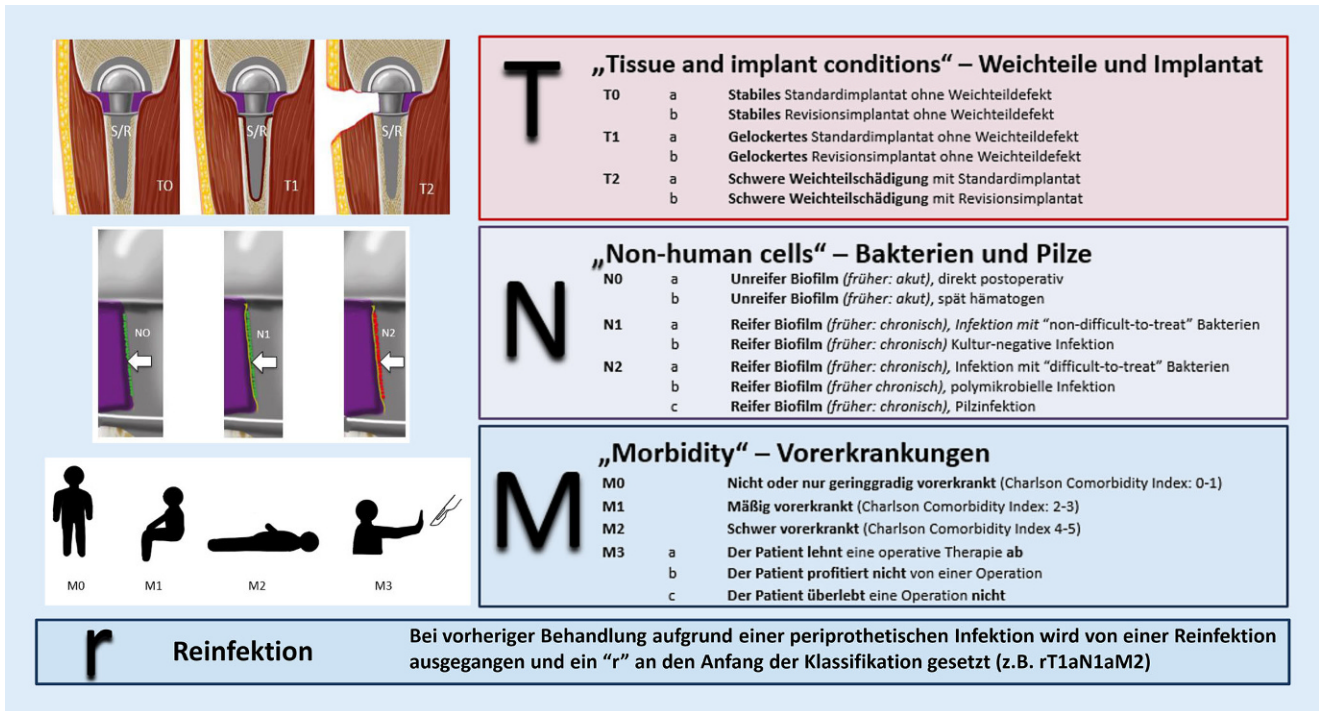 S/R
T0
S/R
T1
S/R
T2
T
„Tissue and implant conditions“ – Weichteile und Implantat
T0 a Stabiles Standardimplantat ohne Weichteildefekt
b Stabiles Revisionsimplantat ohne Weichteildefekt
T1 a Gelockertes Standardimplantat ohne Weichteildefekt
b Gelockertes Revisionsimplantat ohne Weichteildefekt
T2 a Schwere Weichteilschädigung mit Standardimplantat
b Schwere Weichteilschädigung mit Revisionsimplantat
N0
N1
N2
N
„Non-human cells“ – Bakterien und Pilze
N0 a Unreifer Biofilm (früher: akut), direkt postoperativ
b Unreifer Biofilm (früher: akut), spät hämatogen
N1 a Reifer Biofilm (früher: chronisch), Infektion mit “non-difficult-to-treat” Bakterien
b Reifer Biofilm (früher: chronisch) Kultur-negative Infektion
N2 a Reifer Biofilm (früher: chronisch), Infektion mit “difficult-to-treat” Bakterien
b Reifer Biofilm (früher chronisch), polymikrobielle Infektion
c Reifer Biofilm (früher: chronisch), Pilzinfektion
M0
M1
M2
M3
M
„Morbidity“ – Vorerkrankungen
M0 Nicht oder nur geringgradig vorerkrankt (Charlson Comorbidity Index: 0-1)
M1 Mäßig vorerkrankt (Charlson Comorbidity Index: 2-3)
M2 Schwer vorerkrankt (Charlson Comorbidity Index 4-5)
M3 a Der Patient lehnt eine operative Therapie ab
b Der Patient profitiert nicht von einer Operation
c Der Patient überlebt eine Operation nicht
r
Reinfektion
Bei vorheriger Behandlung aufgrund einer periprothetischen Infektion wird von einer Reinfektion
ausgegangen und ein “r” an den Anfang der Klassifikation gesetzt (z.B. rT1aN1aM2)